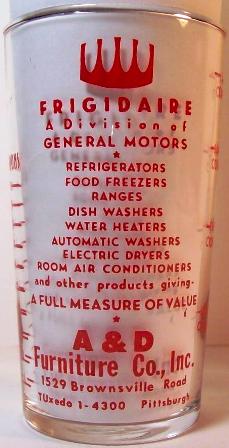 FRIGIDAIRE
A Division of
GENERAL MOTORS
REFRIGERATORS
FOOD FREEZERS
RANGES
DISH WASHERS
WATER HEATERS
AUTOMATIC WASHERS
ELECTRIC DRYERS
ROOM AIR CONDITIONERS
and other products giving-
A FULL MEASURE OF VALUE
A & D
Furniture Co., Inc.
1529 Brownsville Road
TUxedo 1-4300 Pittsburgh